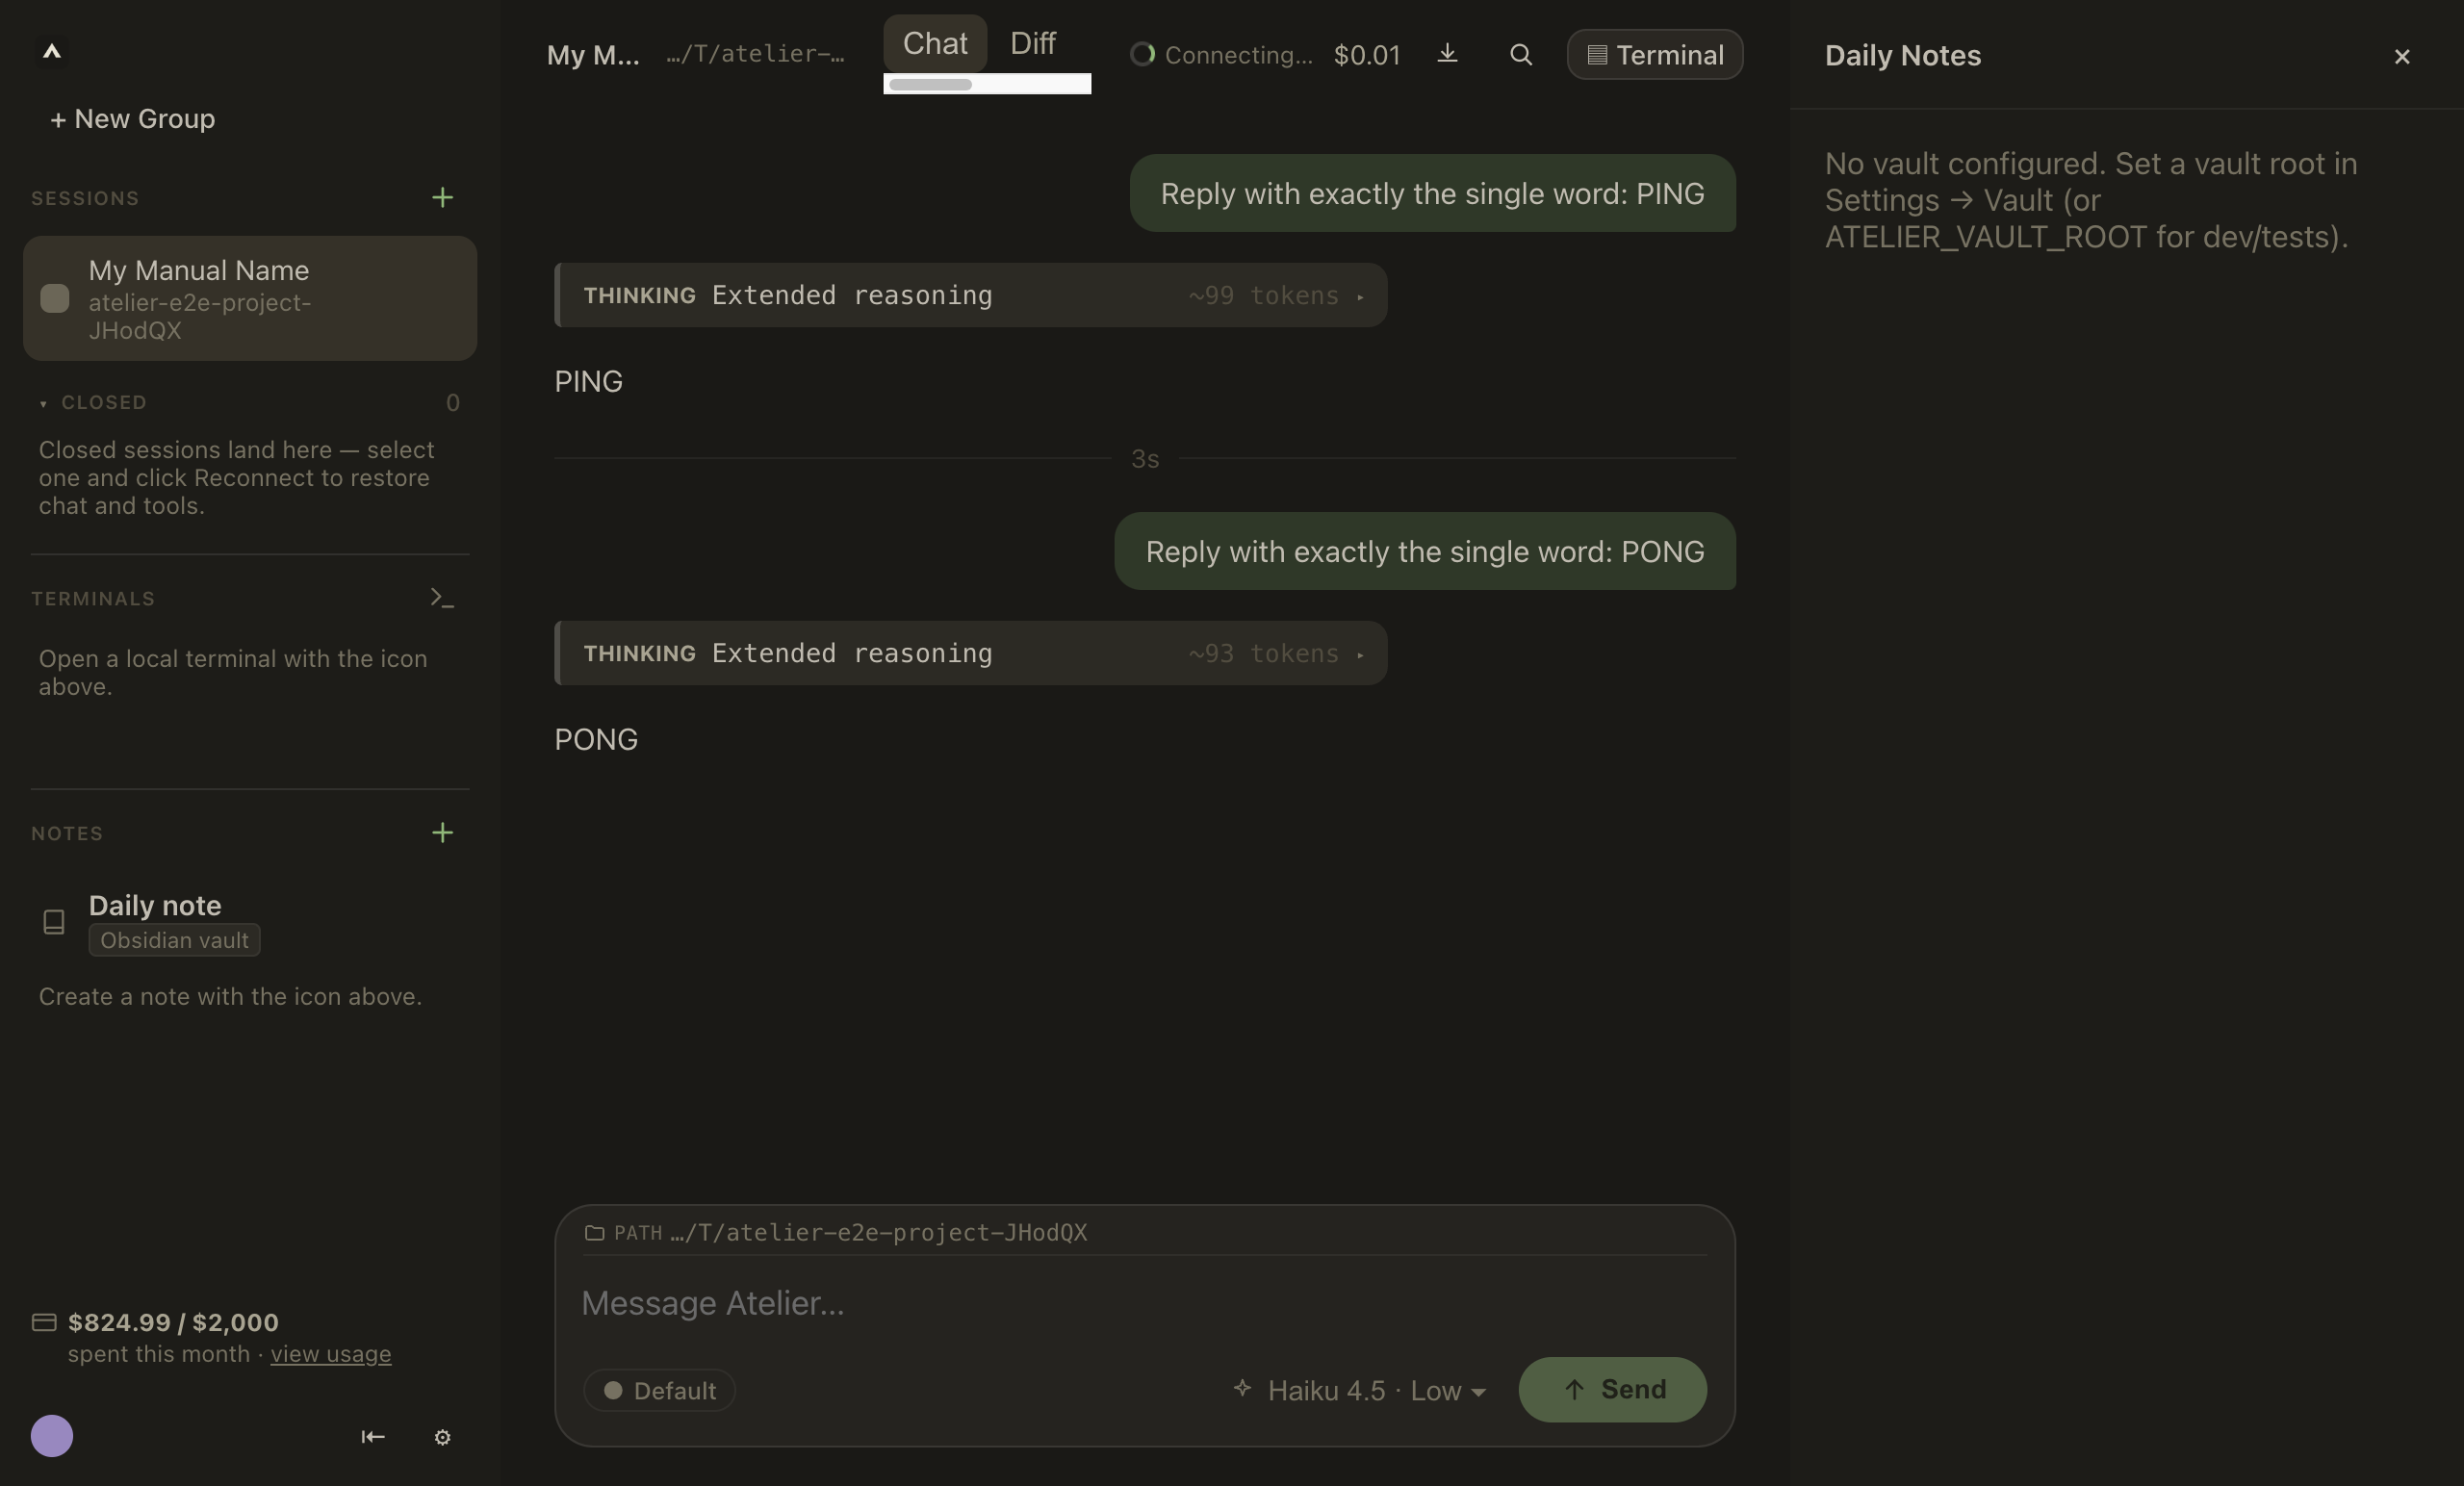 + New Group
SESSIONS
My Manual Name
atelier-e2e-project-
JHodQX
CLOSED 0
Closed sessions land here — select
one and click Reconnect to restore
chat and tools.
TERMINALS
Open a local terminal with the icon
above.
NOTES
Daily note
Obsidian vault
Create a note with the icon above.
$824.99 / $2,000
spent this month · view usage
My M... …/T/atelier-… Chat Diff Connecting... $0.01 Terminal
Reply with exactly the single word: PING
THINKING Extended reasoning ~99 tokens
PING
3s
Reply with exactly the single word: PONG
THINKING Extended reasoning ~93 tokens
PONG
PATH …/T/atelier-e2e-project-JHodQX
Message Atelier...
Default Haiku 4.5 · Low Send
Daily Notes
No vault configured. Set a vault root in
Settings → Vault (or
ATELIER_VAULT_ROOT for dev/tests).